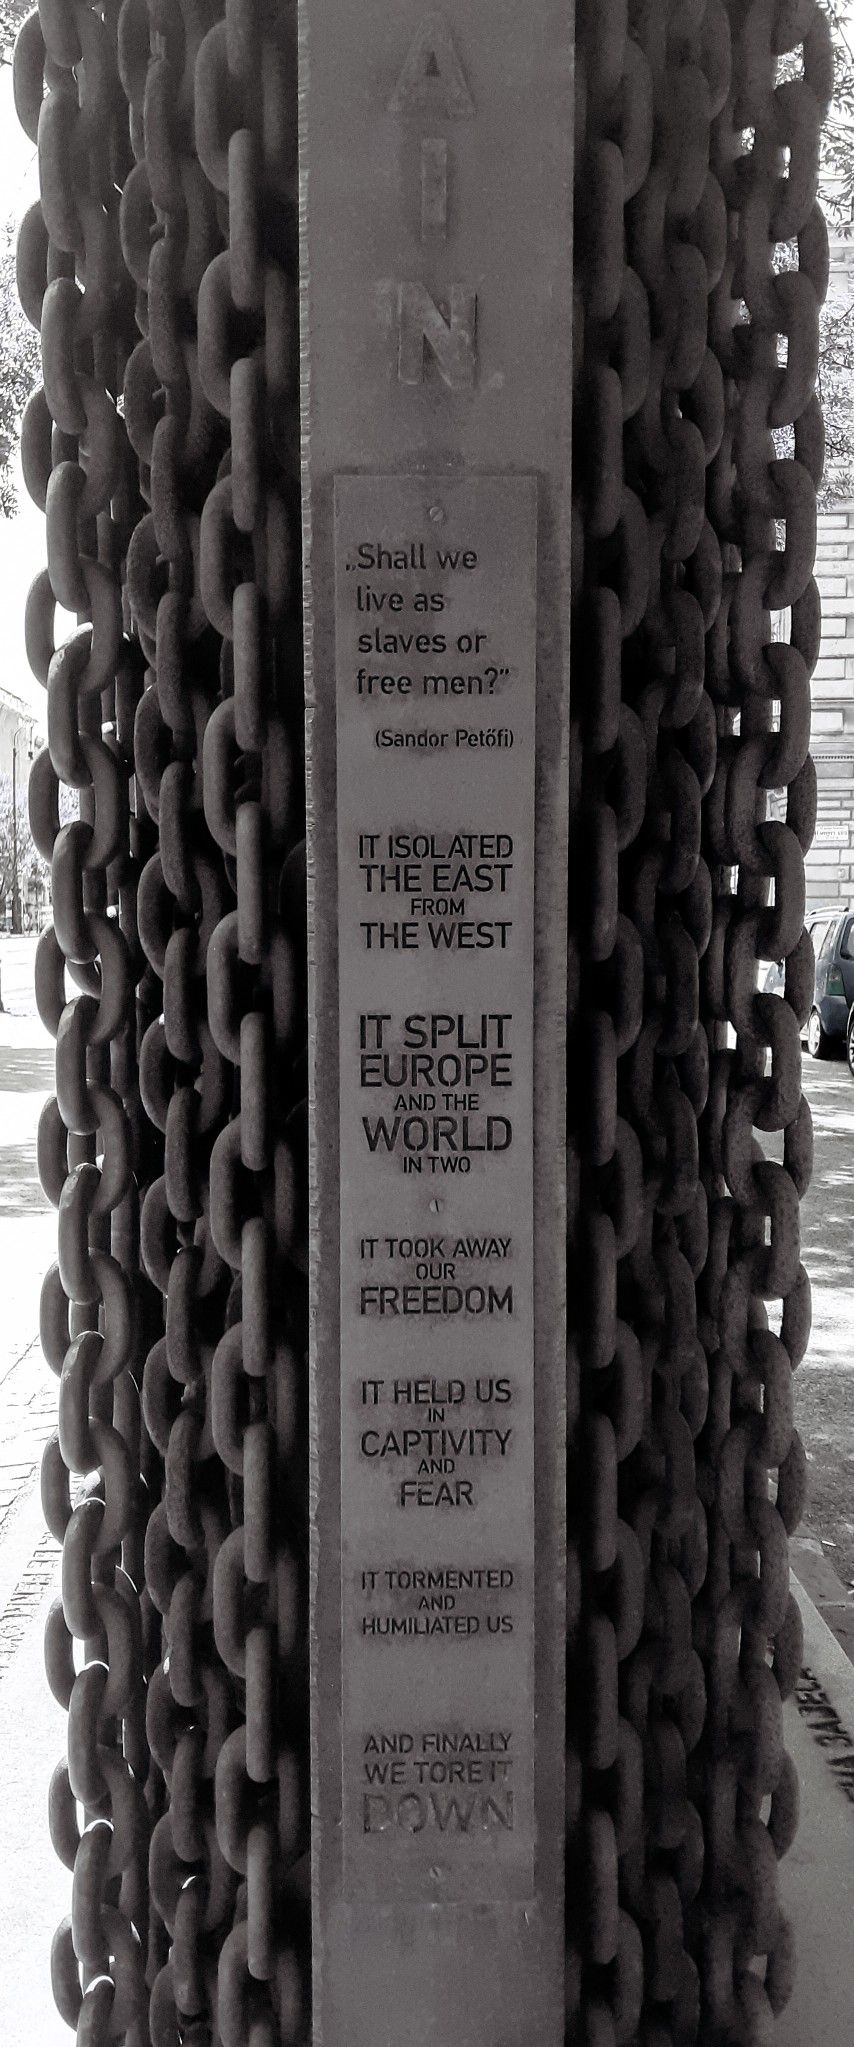 A
I
N
„Shall we
live as
slaves or
free men?”
(Sandor Petőfi)
IT ISOLATED
THE EAST
FROM
THE WEST
IT SPLIT
EUROPE
AND THE
WORLD
IN TWO
IT TOOK AWAY
OUR
FREEDOM
IT HELD US
IN
CAPTIVITY
AND
FEAR
IT TORMENTED
AND
HUMILIATED US
AND FINALLY
WE TORE IT
DOWN